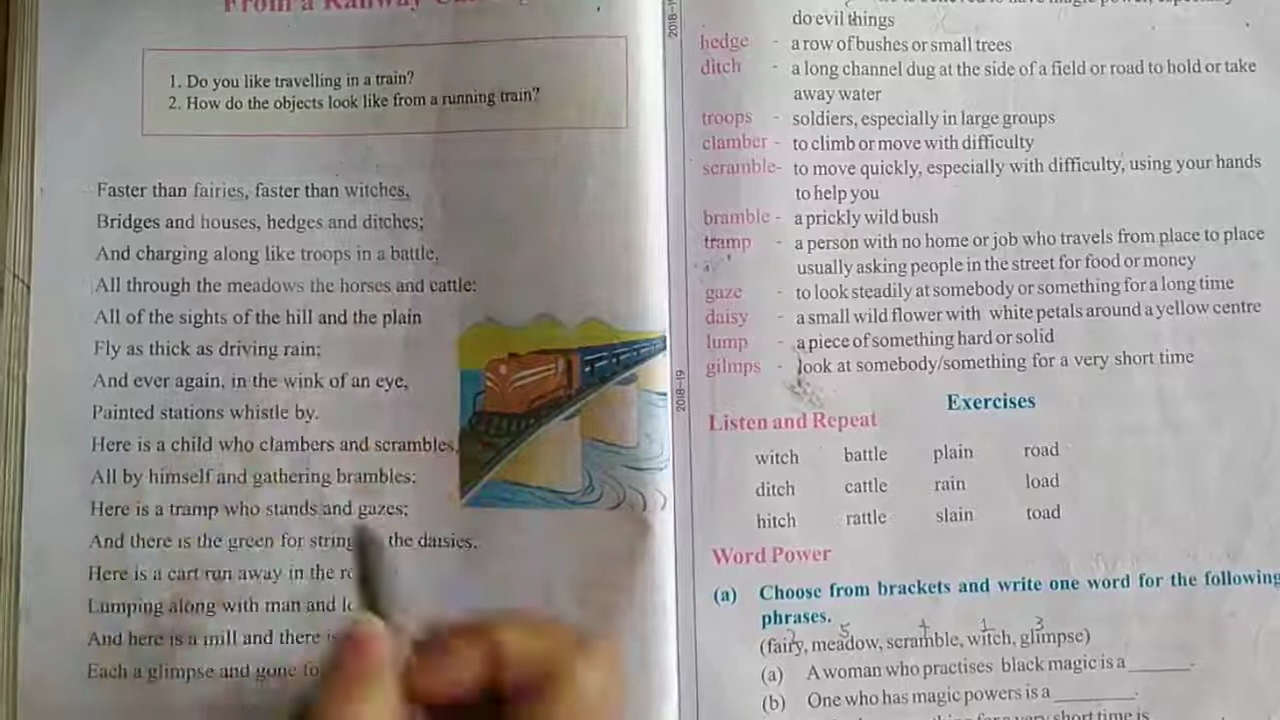 From a Railway
1. Do you like travelling in a train?
2. How do the objects look like from a running train?
Faster than fairies, faster than witches,
Bridges and houses, hedges and ditches;
And charging along like troops in a battle,
All through the meadows the horses and cattle:
All of the sights of the hill and the plain
Fly as thick as driving rain;
And ever again, in the wink of an eye,
Painted stations whistle by.
Here is a child who clambers and scrambles,
All by himself and gathering brambles;
Here is a tramp who stands and gazes;
And there is the green for string the daisies.
Here is a cart run away in the
Lumping along with man and
And here is a mill and there is
Each a glimpse and gone
2018-19
do evil things
hedge - a row of bushes or small trees
ditch - a long channel dug at the side of a field or road to hold or take
away water
troops - soldiers, especially in large groups
clamber - to climb or move with difficulty
scramble- to move quickly, especially with difficulty, using your hands
to help you
bramble - a prickly wild bush
tramp - a person with no home or job who travels from place to place
usually asking people in the street for food or money
gaze - to look steadily at somebody or something for a long time
daisy - a small wild flower with white petals around a yellow centre
lump - a piece of something hard or solid
gilmps - look at somebody/something for a very short time
Exercises
Listen and Repeat
witch battle plain road
ditch cattle rain load
hitch rattle slain toad
Word Power
(a) Choose from brackets and write one word for the following
phrases.
5 4 1 3
(fairy, meadow, scramble, witch, glimpse)
(a) A woman who practises black magic is a ______.
(b) One who has magic powers is a ________.
very short time is